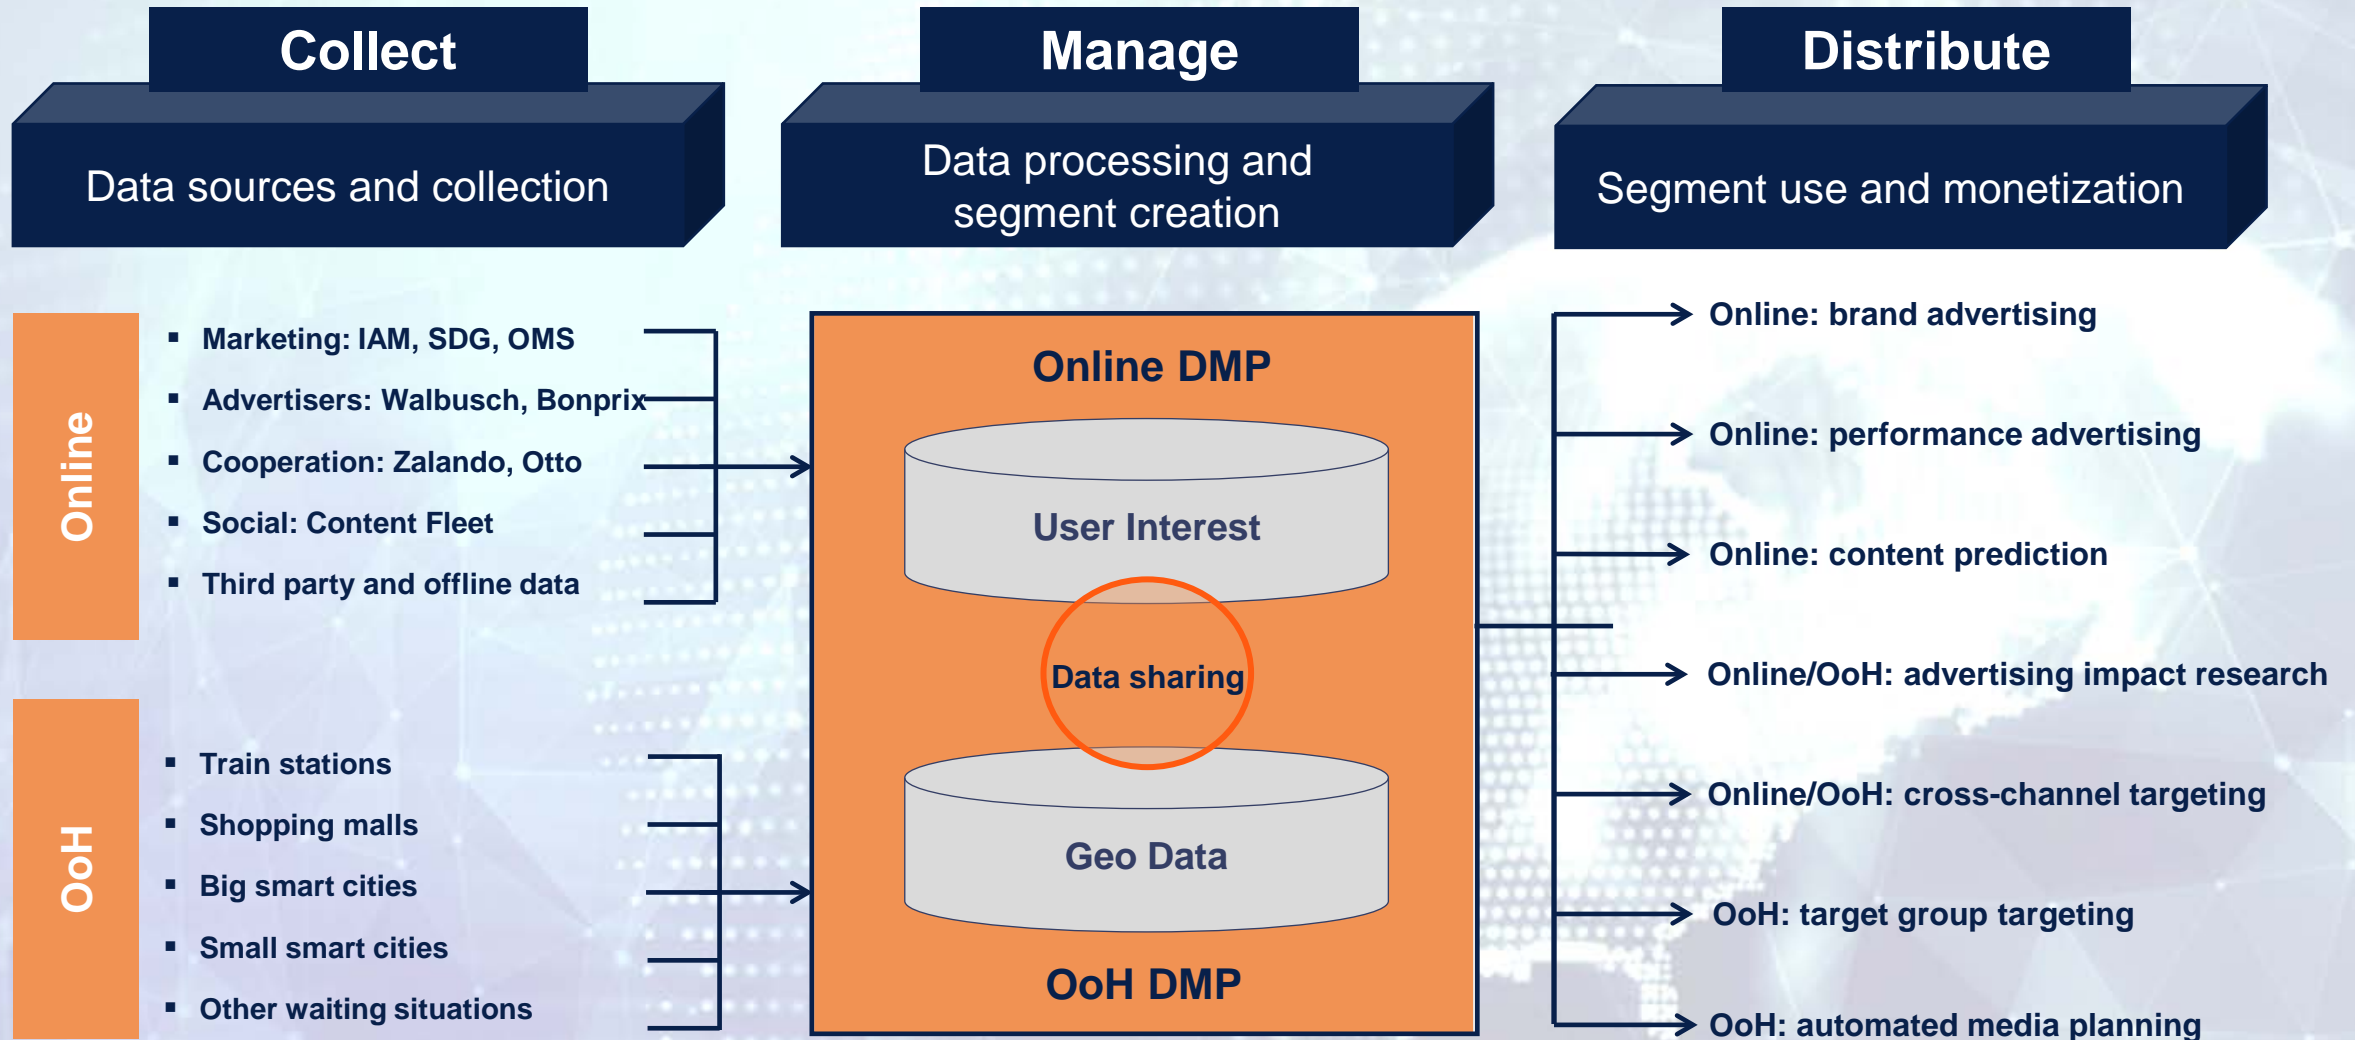 Collect
Data sources and collection
Manage
Data processing and
segment creation
Distribute
Segment use and monetization
Online
▪ Marketing: IAM, SDG, OMS
▪ Advertisers: Walbusch, Bonprix
▪ Cooperation: Zalando, Otto
▪ Social: Content Fleet
▪ Third party and offline data
OoH
▪ Train stations
▪ Shopping malls
▪ Big smart cities
▪ Small smart cities
▪ Other waiting situations
Online DMP
User Interest
Data sharing
Geo Data
OoH DMP
Online: brand advertising
Online: performance advertising
Online: content prediction
Online/OoH: advertising impact research
Online/OoH: cross-channel targeting
OoH: target group targeting
OoH: automated media planning